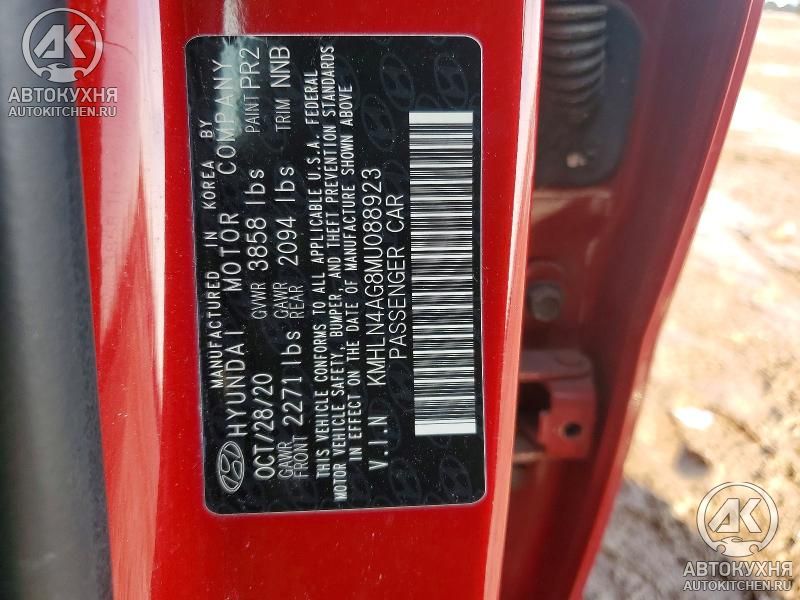 MANUFACTURED IN KOREA BY
HYUNDAI MOTOR COMPANY
OCT/28/20 GVWR 3858 lbs PAINT PR2
GAWR FRONT 2271 lbs GAWR REAR 2094 lbs TRIM NNB
THIS VEHICLE CONFORMS TO ALL APPLICABLE U.S.A. FEDERAL
MOTOR VEHICLE SAFETY, BUMPER, AND THEFT PREVENTION STANDARDS
IN EFFECT ON THE DATE OF MANUFACTURE SHOWN ABOVE
V.I.N KMHLN4AG8MU088923
PASSENGER CAR
АК
АВТОКУХНЯ
AUTOKITCHEN.RU
АК
АВТОКУХНЯ
AUTOKITCHEN.RU